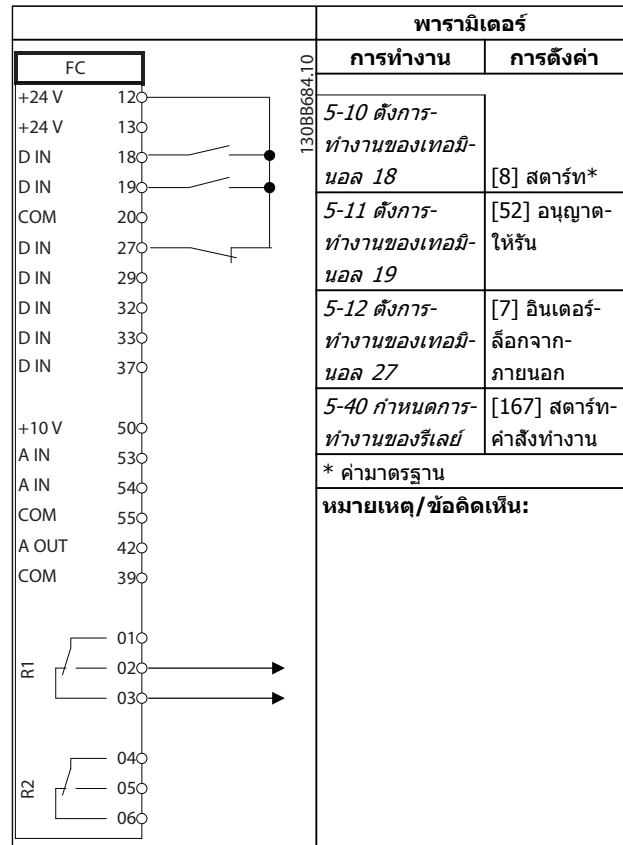 พารามิเตอร์
FC
130BB684.10
การทำงาน การตั้งค่า
+24 V 12
+24 V 13
D IN 18
D IN 19
COM 20
D IN 27
D IN 29
D IN 32
D IN 33
D IN 37
+10 V 50
A IN 53
A IN 54
COM 55
A OUT 42
COM 39
R1
01
02
03
R2
04
05
06
5-10 ตั้งการ-
ทำงานของเทอมิ-
นอล 18 [8] สตาร์ท*
5-11 ตั้งการ- [52] อนุญาต-
ทำงานของเทอมิ- ให้รัน
นอล 19
5-12 ตั้งการ- [7] อินเตอร์-
ทำงานของเทอมิ- ล็อกจาก-
นอล 27 ภายนอก
5-40 กำหนดการ- [167] สตาร์ท-
ทำงานของรีเลย์ คำสั่งทำงาน
* ค่ามาตรฐาน
หมายเหตุ/ข้อคิดเห็น: